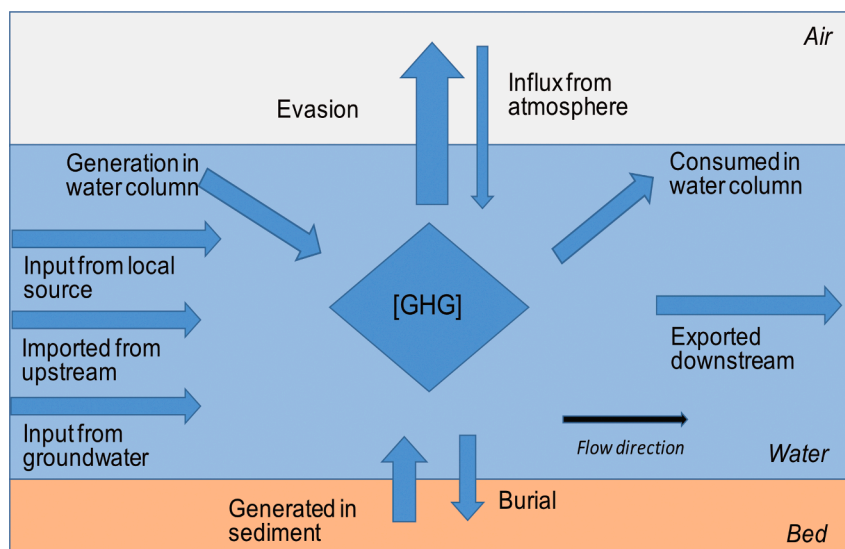 Air
Evasion
Influx from
atmosphere
Generation in
water column
Consumed in
water column
Input from local
source
[GHG]
Imported from
upstream
Exported
downstream
Input from
groundwater
Flow direction
Water
Generated in
sediment
Burial
Bed